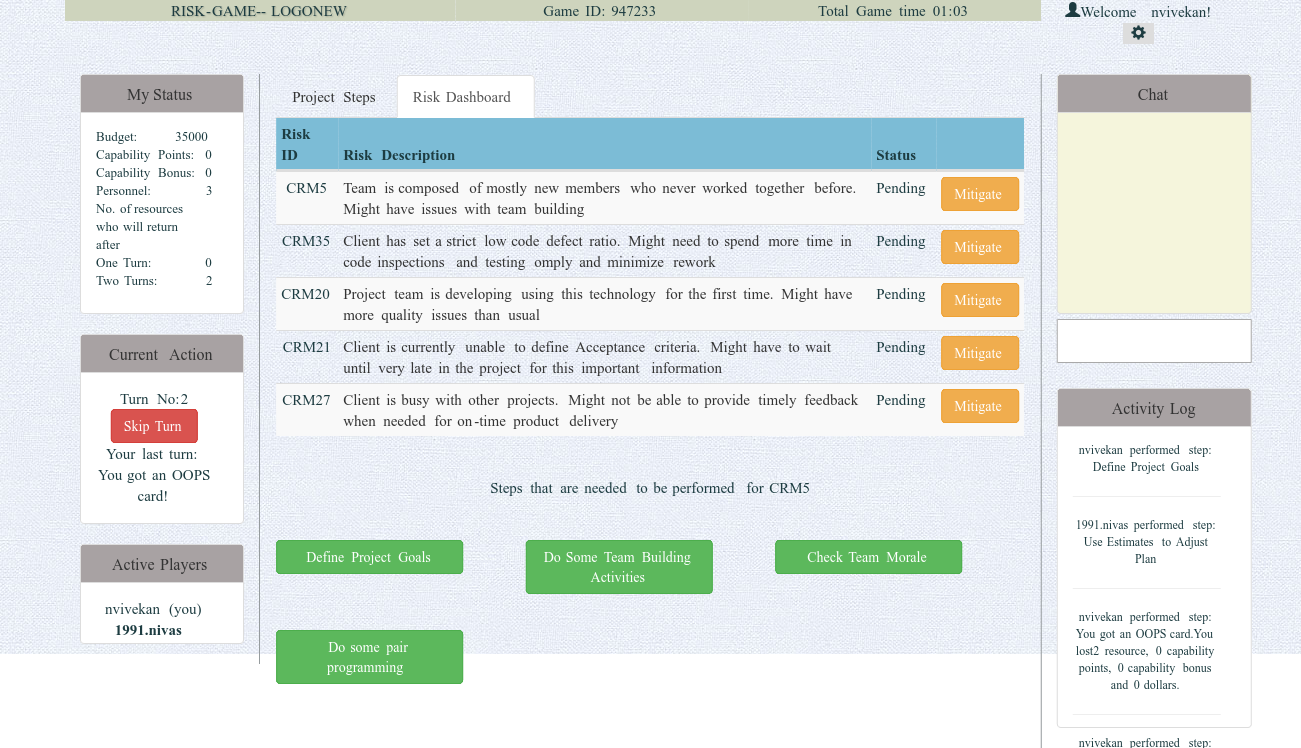 RISK-GAME-- LOGONEW
Game ID: 947233
Total Game time 01:03
Welcome nvivekan!
My Status
Budget: 35000
Capability Points: 0
Capability Bonus: 0
Personnel: 3
No. of resources
who will return
after
One Turn: 0
Two Turns: 2
Current Action
Turn No:2
Skip Turn
Your last turn:
You got an OOPS
card!
Active Players
nvivekan (you)
1991.nivas
Project Steps
Risk Dashboard
Risk
ID Risk Description Status
CRM5 Team is composed of mostly new members who never worked together before. Pending Mitigate
Might have issues with team building
CRM35 Client has set a strict low code defect ratio. Might need to spend more time in Pending Mitigate
code inspections and testing omply and minimize rework
CRM20 Project team is developing using this technology for the first time. Might have Pending Mitigate
more quality issues than usual
CRM21 Client is currently unable to define Acceptance criteria. Might have to wait Pending Mitigate
until very late in the project for this important information
CRM27 Client is busy with other projects. Might not be able to provide timely feedback Pending Mitigate
when needed for on-time product delivery
Steps that are needed to be performed for CRM5
Define Project Goals
Do Some Team Building
Activities
Check Team Morale
Do some pair
programming
Chat
Activity Log
nvivekan performed step:
Define Project Goals
1991.nivas performed step:
Use Estimates to Adjust
Plan
nvivekan performed step:
You got an OOPS card.You
lost2 resource, 0 capability
points, 0 capability bonus
and 0 dollars.
nvivekan performed step: